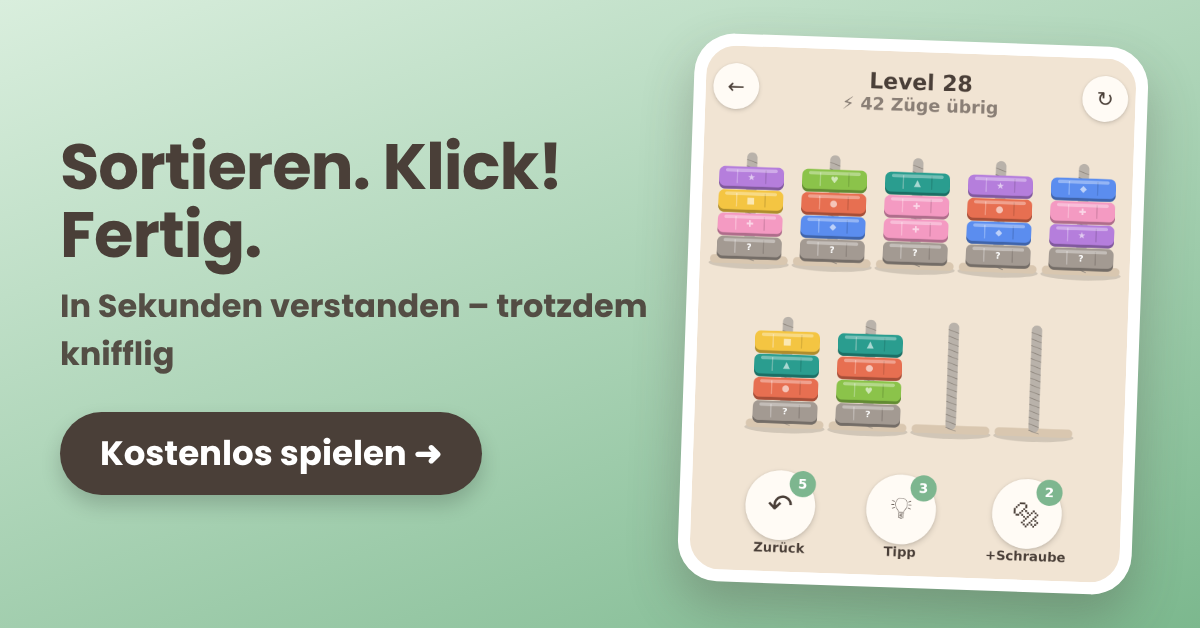 Sortieren. Klick!
Fertig.
In Sekunden verstanden – trotzdem
knifflig
Kostenlos spielen ➜
←
Level 28
⚡ 42 Züge übrig
↻
? ? ? ? ?
? ?
5
3
2
Zurück
Tipp
+Schraube